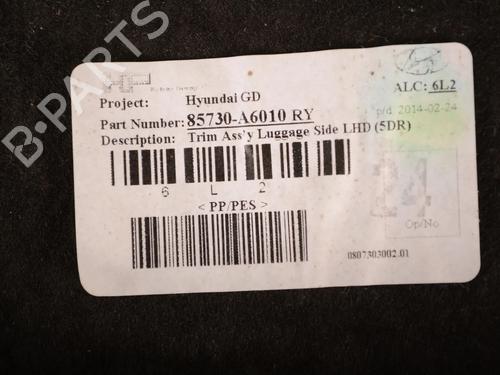 B-PARTS
Project: Hyundai GD
ALC: 6L2
Part Number: 85730-A6010 RY
p/d 2014-02-24
Description: Trim Ass'y Luggage Side LHD (5DR)
6 L 2
24
< PP/PES >
Op/No
0807303002.01